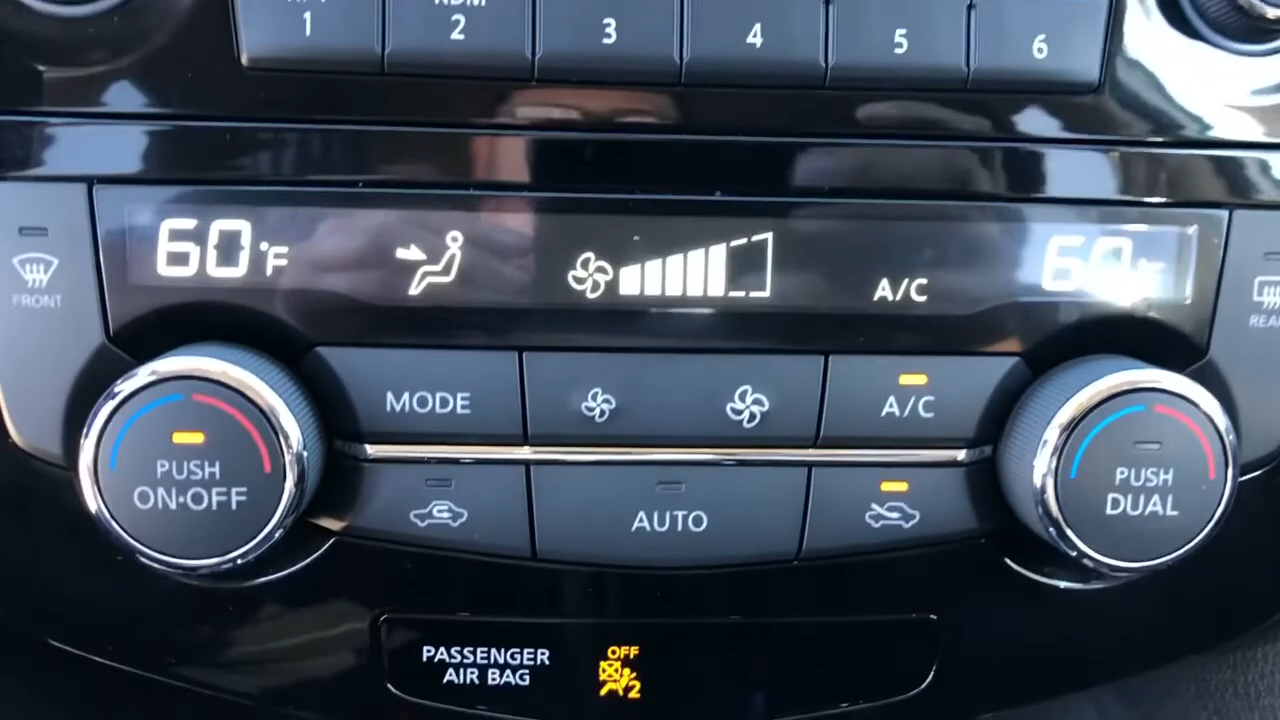 1 2 3 4 5 6
60°F A/C 60°F
FRONT
MODE A/C
PUSH
ON·OFF
AUTO
PUSH
DUAL
PASSENGER
AIR BAG
OFF
2